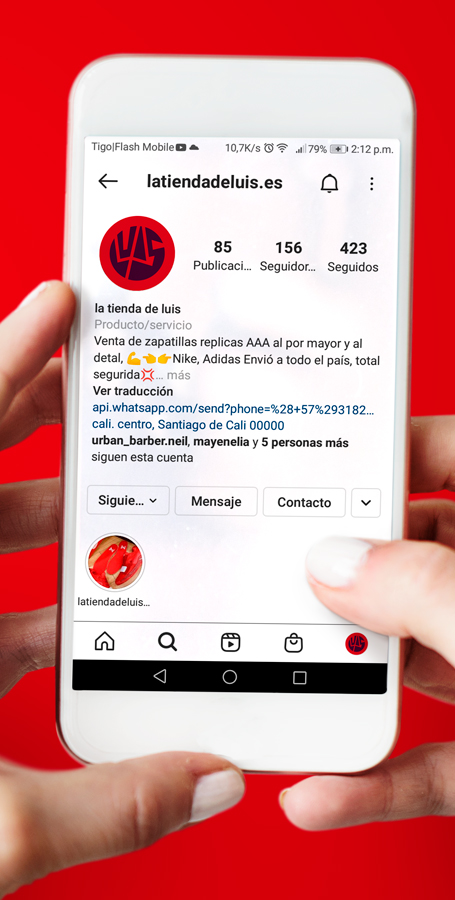 Tigo|Flash Mobile 10,7K/s 79% 2:12 p.m.
latiendadeluis.es
LUIS
85 156 423
Publicaci... Seguidor... Seguidos
la tienda de luis
Producto/servicio
Venta de zapatillas replicas AAA al por mayor y al
detal, 💪👈👉Nike, Adidas Envió a todo el país, total
segurida💢... más
Ver traducción
api.whatsapp.com/send?phone=%28+57%293182...
cali. centro, Santiago de Cali 00000
urban_barber.neil, mayenelia y 5 personas más
siguen esta cuenta
Siguie... Mensaje Contacto
latiendadeluis...